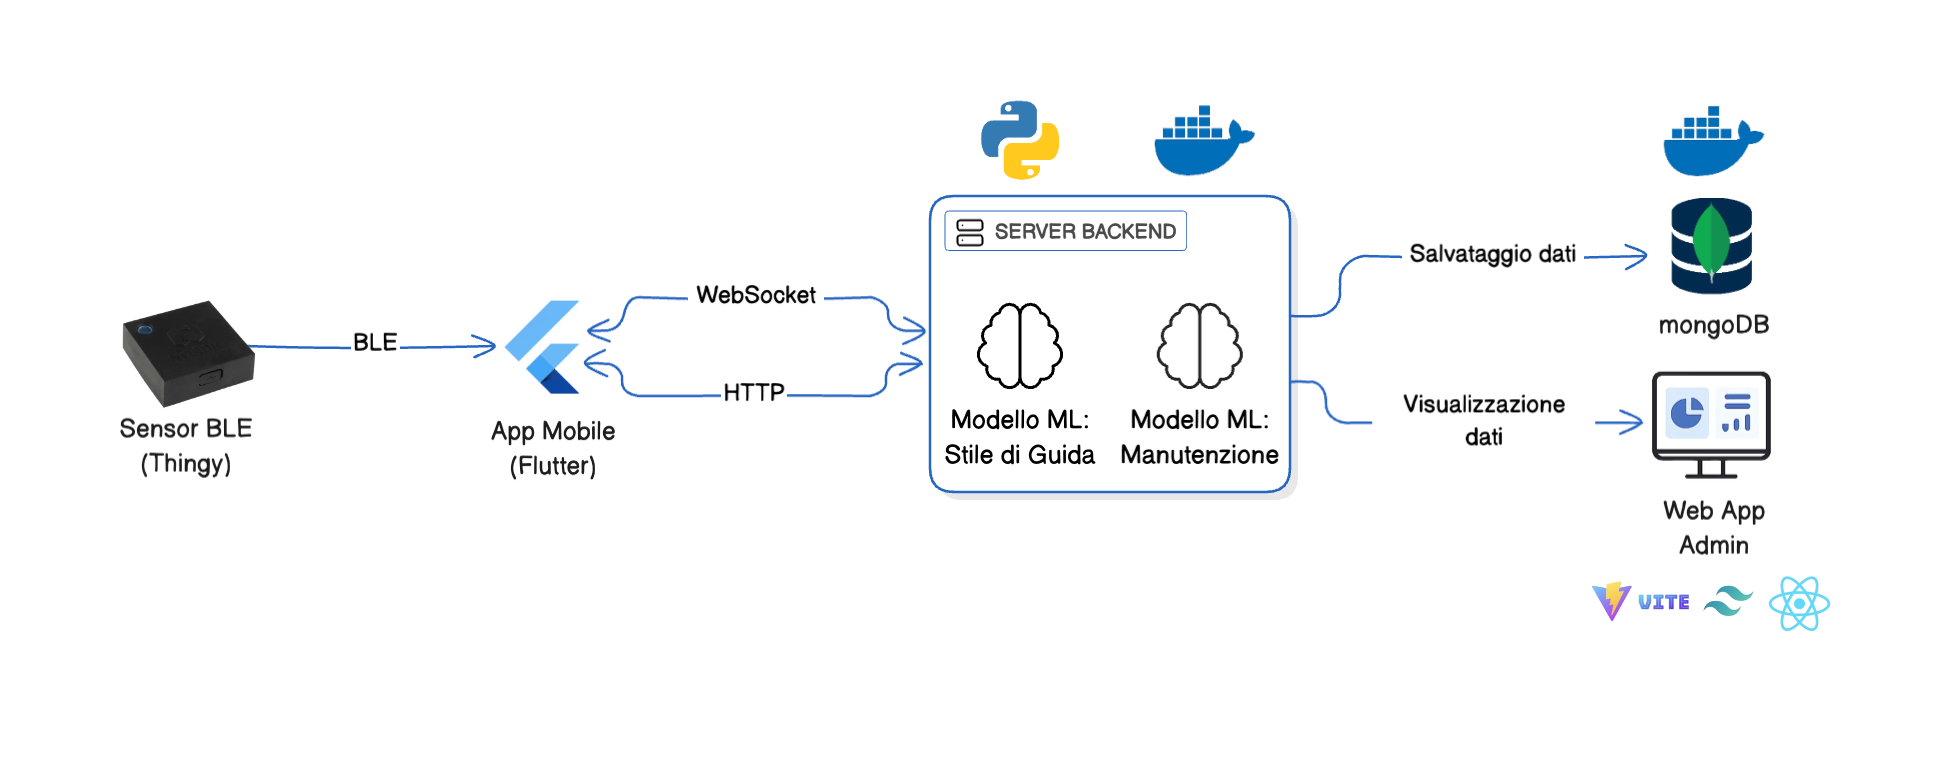 SERVER BACKEND
Salvataggio dati
WebSocket
mongoDB
BLE
HTTP
Sensor BLE
(Thingy)
App Mobile
(Flutter)
Modello ML:
Stile di Guida
Modello ML:
Manutenzione
Visualizzazione
dati
Web App
Admin
VITE